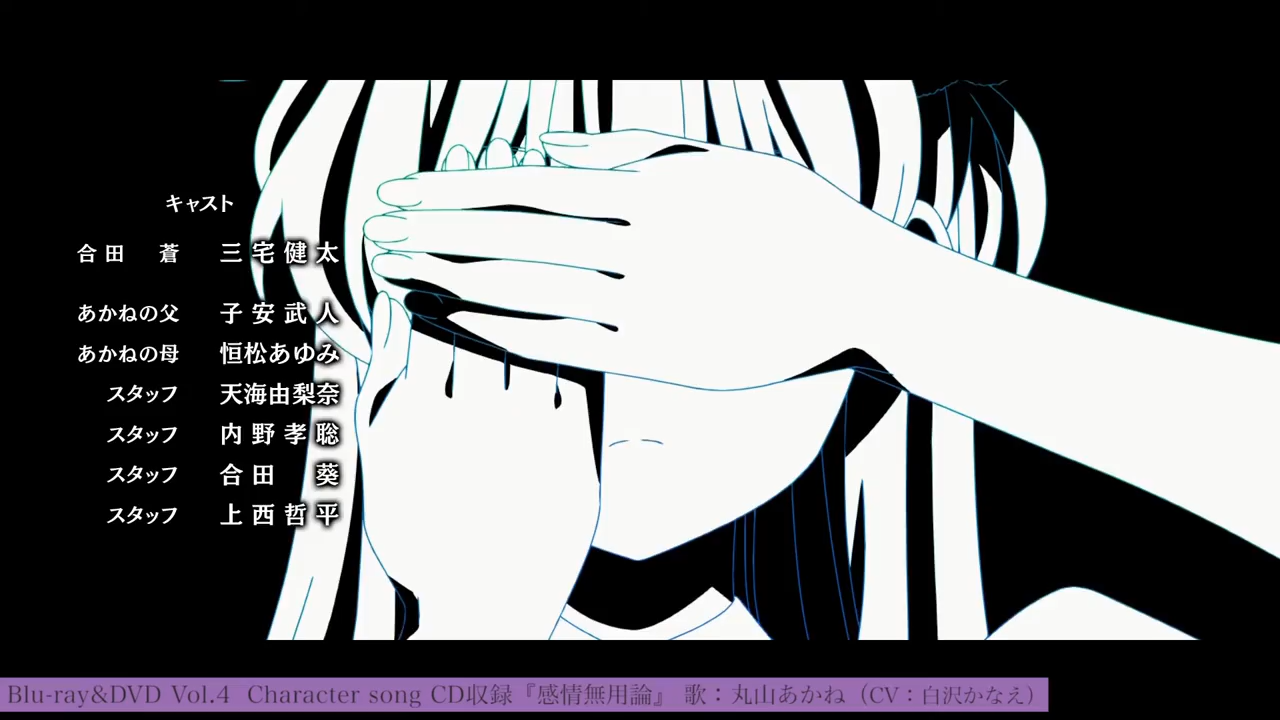 キャスト
合田 蒼 三宅健太
あかねの父 子安武人
あかねの母 恒松あゆみ
スタッフ 天海由梨奈
スタッフ 内野孝聡
スタッフ 合田 葵
スタッフ 上西哲平
Blu-ray&DVD Vol.4 Character song CD収録『感情無用論』 歌：丸山あかね（CV：白沢かなえ）